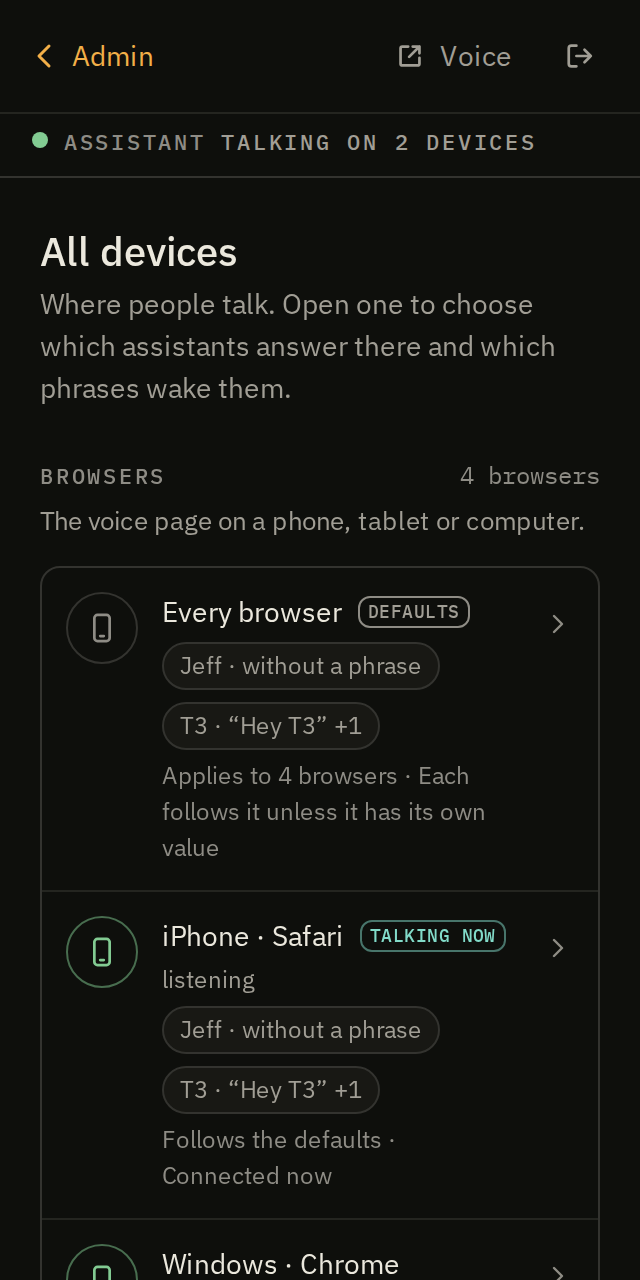 Admin
Voice
ASSISTANT TALKING ON 2 DEVICES
All devices
Where people talk. Open one to choose
which assistants answer there and which
phrases wake them.
BROWSERS
4 browsers
The voice page on a phone, tablet or computer.
Every browser
DEFAULTS
Jeff · without a phrase
T3 · “Hey T3” +1
Applies to 4 browsers · Each
follows it unless it has its own
value
iPhone · Safari
TALKING NOW
listening
Jeff · without a phrase
T3 · “Hey T3” +1
Follows the defaults ·
Connected now
Windows · Chrome